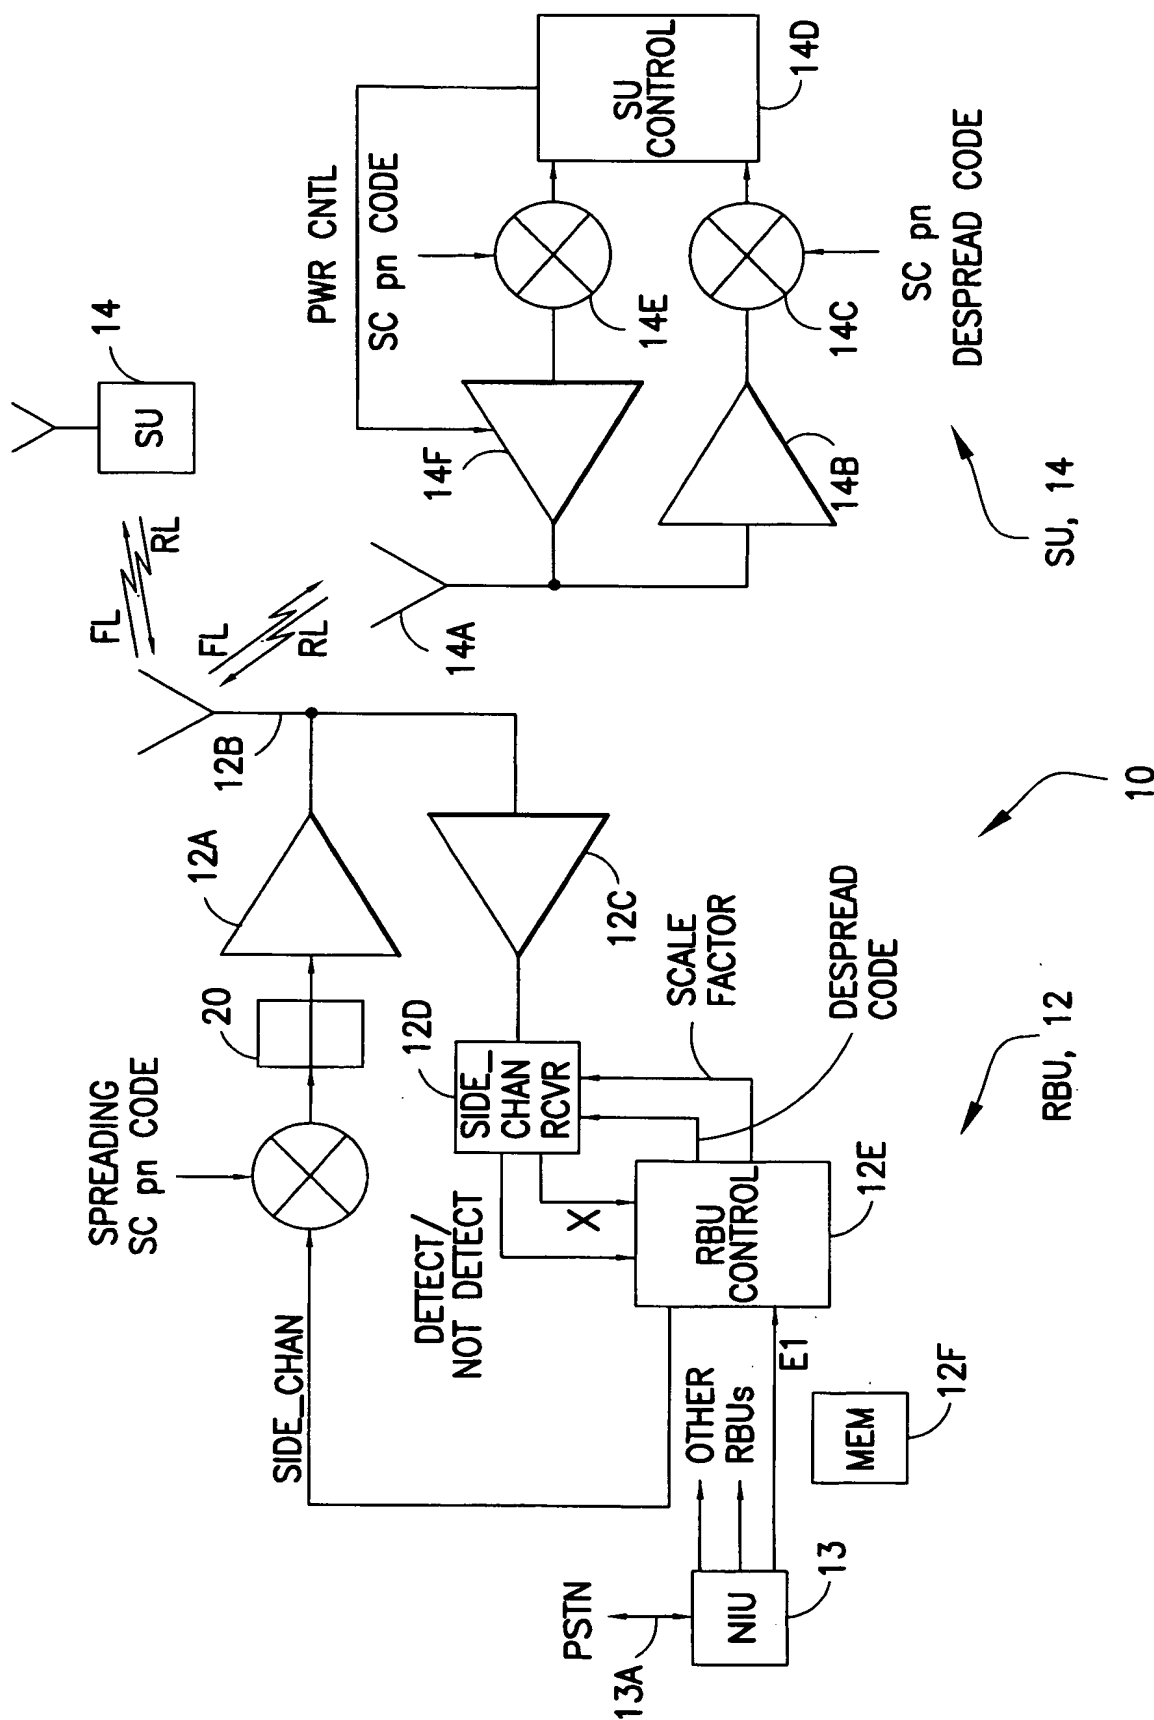 SPREADING
SC pn CODE
SIDE_CHAN
20
12A
12B
FL
RL
FL
RL
SU
14
DETECT/
NOT DETECT
X
SIDE_
CHAN
RCVR
12D
12C
SCALE
FACTOR
DESPREAD
CODE
RBU
CONTROL
12E
PSTN
13A
NIU
13
OTHER
RBUs
E1
MEM
12F
RBU, 12
10
14A
14F
PWR CNTL
SC pn CODE
14E
14B
14C
SU
CONTROL
14D
SC pn
DESPREAD CODE
SU, 14